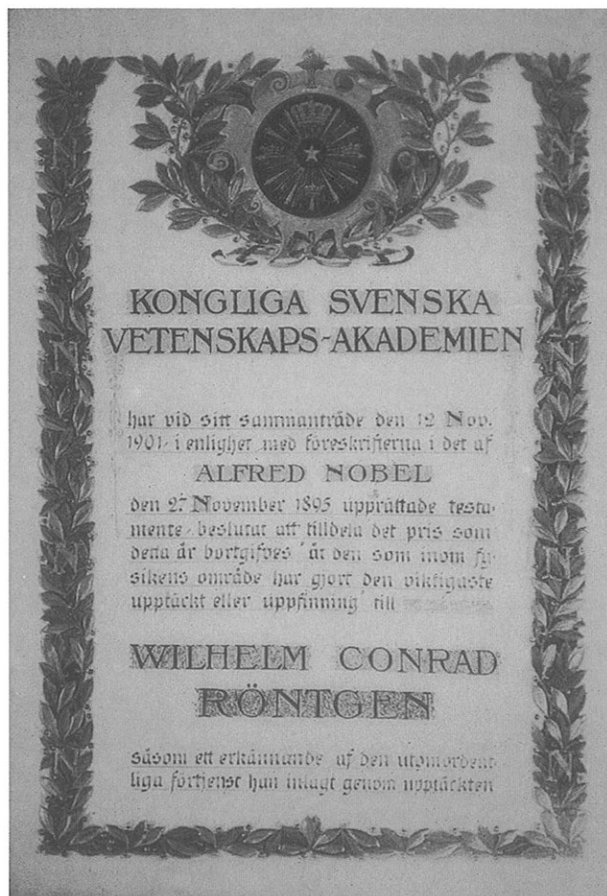 KONGLIGA SVENSKA
VETENSKAPS-AKADEMIEN
har vid sitt sammanträde den 12 Nov.
1901 i enlighet med föreskrifterna i det af
ALFRED NOBEL
den 27 November 1895 upprättade testa-
mente beslutat att tilldela det pris som
detta år bortgifves "åt den som inom fy-
sikens område har gjort den viktigaste
upptäckt eller uppfinning" till
WILHELM CONRAD
RÖNTGEN
såsom ett erkännande af den utomordent-
liga förtjenst han inlagt genom upptäckten